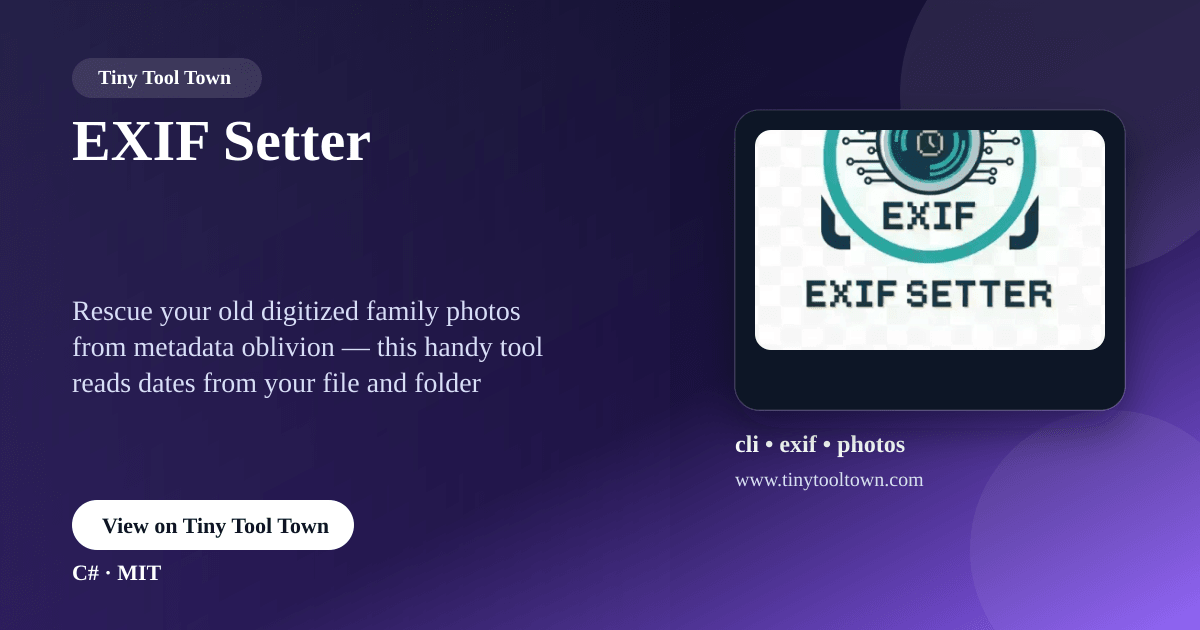 Tiny Tool Town
EXIF Setter
Rescue your old digitized family photos
from metadata oblivion — this handy tool
reads dates from your file and folder
View on Tiny Tool Town
C# · MIT
EXIF
EXIF SETTER
cli • exif • photos
www.tinytooltown.com